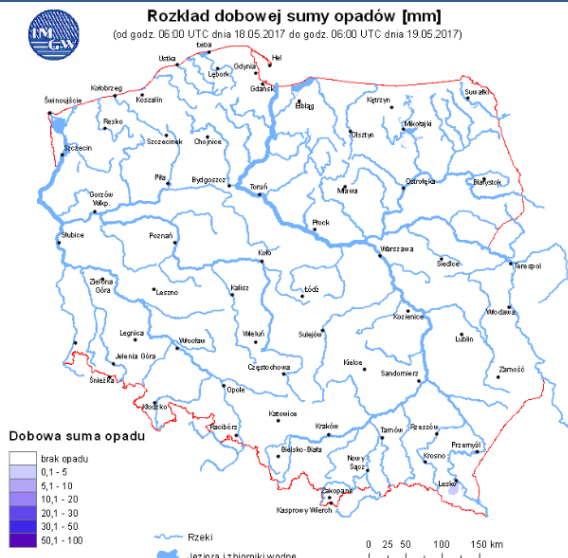 IM
GW
Rozkład dobowej sumy opadów [mm]
(od godz. 06:00 UTC dnia 18.05.2017 do godz. 06:00 UTC dnia 19.05.2017)
Łeba
Hel
Ustka
Gdynia
Lębork
Gdańsk
Suwałki
Kołobrzeg
Koszalin
Świnoujście
Elbląg
Kętrzyn
Resko
Mikołajki
Szczecinek
Chojnice
Olsztyn
Szczecin
Piła
Bydgoszcz
Toruń
Mława
Ostrołęka
Białystok
Gorzów
Wlkp.
Płock
Słubice
Poznań
Koło
Warszawa
Siedlce
Terespol
Zielona
Góra
Leszno
Kalisz
Łódź
Kozienice
Włodawa
Legnica
Wrocław
Wieluń
Sulejów
Lublin
Jelenia Góra
Kielce
Zamość
Śnieżka
Częstochowa
Sandomierz
Opole
Kłodzko
Katowice
Racibórz
Kraków
Tarnów
Rzeszów
Przemyśl
Bielsko-Biała
Nowy
Sącz
Krosno
Lesko
Zakopane
Kasprowy Wierch
Dobowa suma opadu
brak opadu
0,1 - 5
5,1 - 10
10,1 - 20
20,1 - 30
30,1 - 50
50,1 - 100
Rzeki
Jeziora i zbiorniki wodne
0 25 50 100 150 km